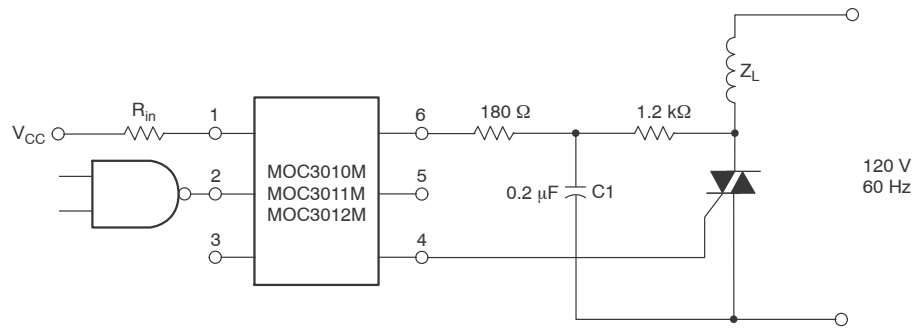 Z_L
R_in
1
6
180 Ω
1.2 kΩ
V_CC
MOC3010M
MOC3011M
MOC3012M
2
5
0.2 μF
C1
120 V
60 Hz
3
4